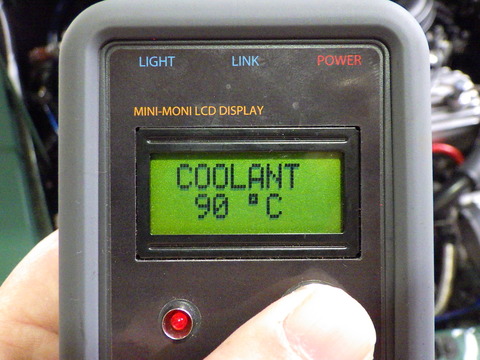 LIGHT LINK POWER
MINI-MONI LCD DISPLAY
COOLANT
90 °C